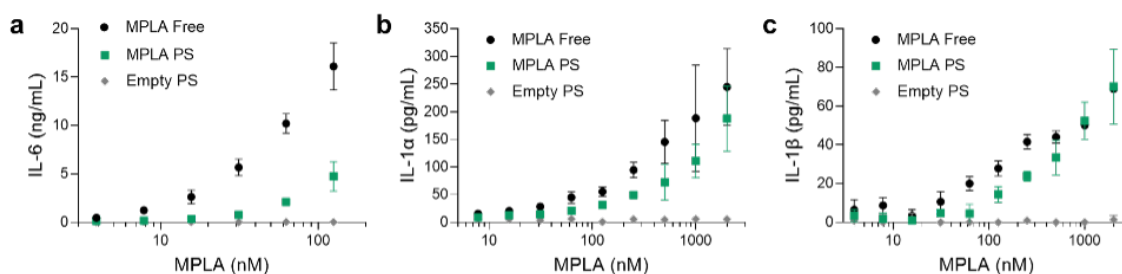 a
MPLA Free
MPLA PS
Empty PS
IL-6 (ng/mL)
20
15
10
5
0
10
100
MPLA (nM)
b
MPLA Free
MPLA PS
Empty PS
IL-1α (pg/mL)
350
300
250
200
150
100
50
0
10
100
1000
MPLA (nM)
c
MPLA Free
MPLA PS
Empty PS
IL-1β (pg/mL)
100
80
60
40
20
0
10
100
1000
MPLA (nM)